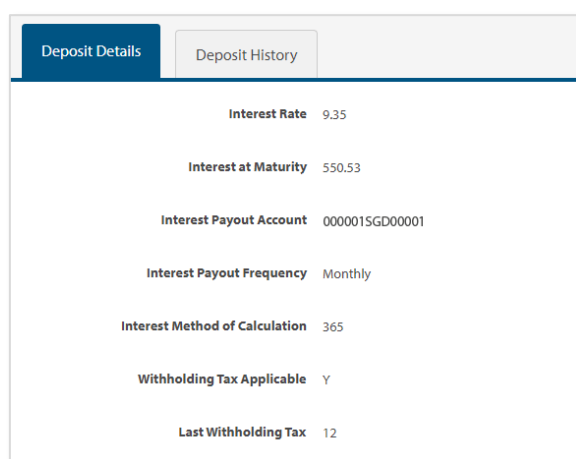 Deposit Details Deposit History
Interest Rate 9.35
Interest at Maturity 550.53
Interest Payout Account 000001SGD00001
Interest Payout Frequency Monthly
Interest Method of Calculation 365
Withholding Tax Applicable Y
Last Withholding Tax 12